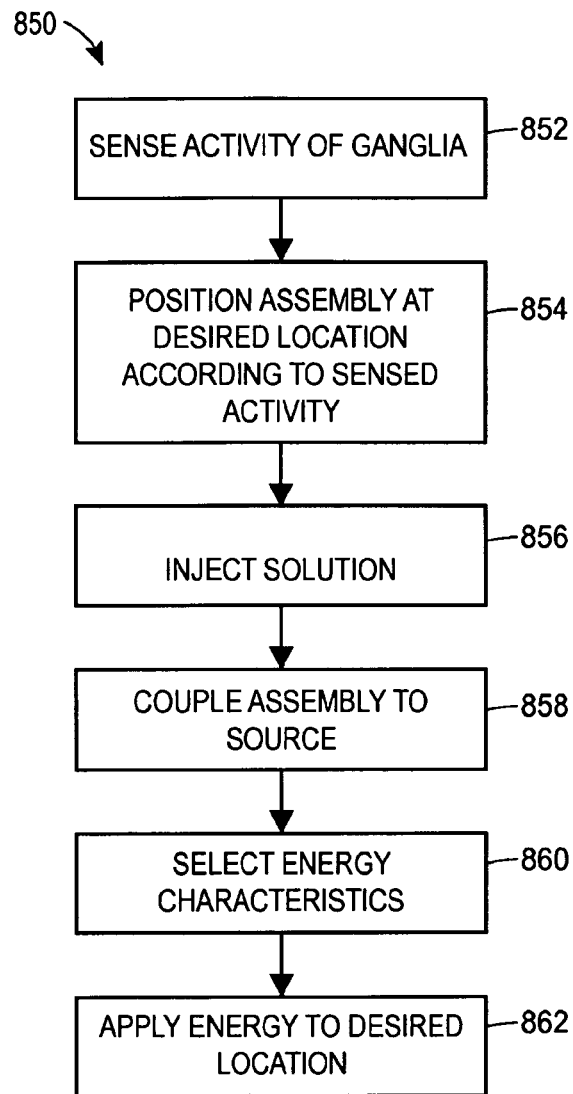 850
SENSE ACTIVITY OF GANGLIA
852
POSITION ASSEMBLY AT
DESIRED LOCATION
ACCORDING TO SENSED
ACTIVITY
854
INJECT SOLUTION
856
COUPLE ASSEMBLY TO
SOURCE
858
SELECT ENERGY
CHARACTERISTICS
860
APPLY ENERGY TO DESIRED
LOCATION
862